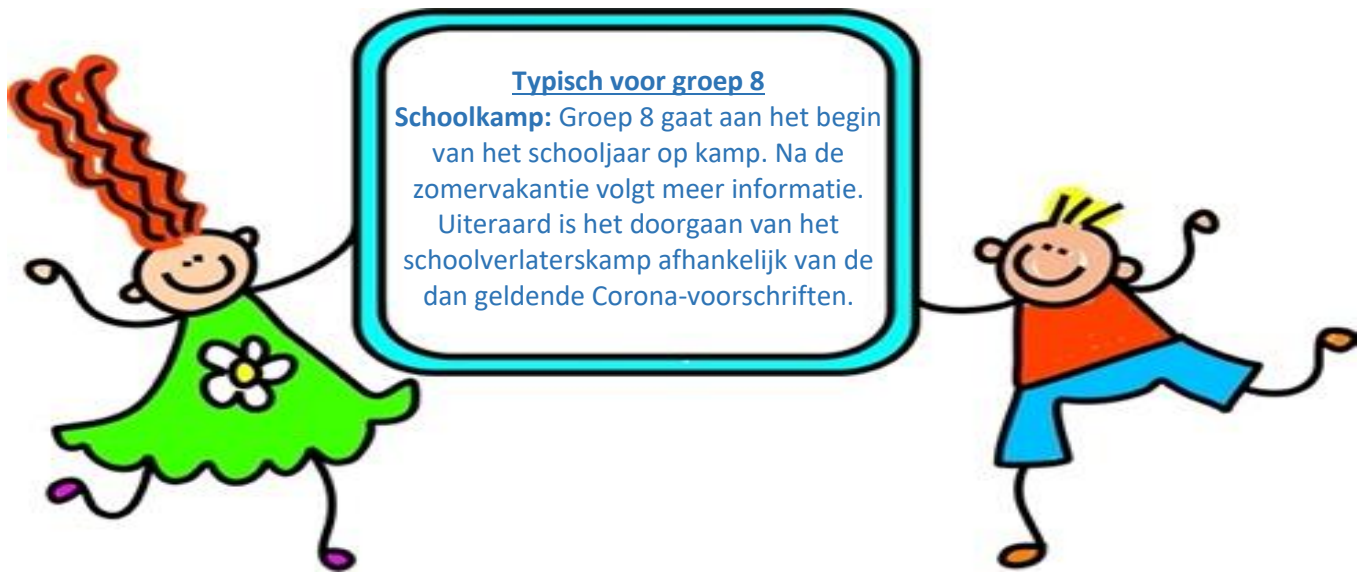 Typisch voor groep 8
Schoolkamp: Groep 8 gaat aan het begin
van het schooljaar op kamp. Na de
zomervakantie volgt meer informatie.
Uiteraard is het doorgaan van het
schoolverlaterskamp afhankelijk van de
dan geldende Corona-voorschriften.